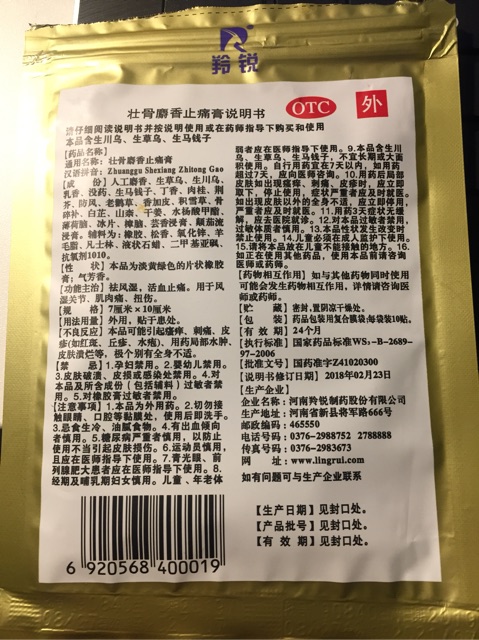 羚锐
壮骨麝香止痛膏说明书
OTC
外
请仔细阅读说明书并按说明使用或在药师指导下购买和使用
本品含生川乌、生草乌、生马钱子
【药品名称】
通用名称：壮骨麝香止痛膏
汉语拼音：Zhuanggu Shexiang Zhitong Gao
【成 份】人工麝香、生草乌、生川乌、
乳香、没药、生马钱子、丁香、肉桂、荆
芥、防风、老鹳草、香加皮、积雪草、骨
碎补、白芷、山柰、干姜、水杨酸甲酯、
薄荷脑、冰片、樟脑、芸香浸膏、颠茄流
浸膏。辅料为：橡胶、松香、氧化锌、羊
毛脂、凡士林、液状石蜡、二甲基亚砜、
抗氧剂1010。
【性 状】本品为淡黄绿色的片状橡胶
膏；气芳香。
【功能主治】祛风湿，活血止痛。用于风
湿关节、肌肉痛、扭伤。
【规 格】7厘米×10厘米
【用法用量】外用，贴于患处。
【不良反应】本品可能引起瘙痒、刺痛、皮
疹(如红斑、丘疹、水疱)、用药局部水肿、
皮肤溃烂等，极个别有全身不适。
【禁 忌】1.孕妇禁用。2.婴幼儿禁用。
3.皮肤破溃、皮损或感染处禁用。4.对
本品及所含成份（包括辅料）过敏者禁
用。5.对橡胶膏过敏者禁用。
【注意事项】1.本品为外用药。2.切勿接
触眼睛、口腔等黏膜处，使用后即洗手。
3.忌食生冷、油腻食物。4.有出血倾向
者慎用。5.糖尿病严重者慎用，以防止
使用不当引起皮肤损伤。6.运动员慎用，
且应在医师指导下使用。7.青光眼、前
列腺肥大患者应在医师指导下使用。8.
经期及哺乳期妇女慎用。儿童、年老体
弱者应在医师指导下使用。9.本品含生川
乌、生草乌、生马钱子，不宜长期或大面
积使用。自行用药宜在7天以内，如用药
超过7天，应向医师咨询。10.用药后局部
皮肤如出现瘙痒、刺痛、皮疹时，应立即
取下，停止使用，症状严重者应及时就医。
如出现皮肤以外的全身不适，应立即停用，
严重者应及时就医。11.用药3天症状无缓
解，应去医院就诊。12.对本品过敏者禁用，
过敏体质者慎用。13.本品性状发生改变时
禁止使用。14.儿童必须在成人监护下使用。
15.请将本品放在儿童不能接触的地方。16.
如正在使用其他药品，使用本品前请咨询
医师或药师。
【药物相互作用】如与其他药物同时使用
可能会发生药物相互作用，详情请咨询医
师或药师。
【贮 藏】密封，置阴凉干燥处。
【包 装】药品包装用复合膜袋;每袋装10贴。
【有 效 期】24个月
【执行标准】国家药品标准WS₃-B-2689-
97-2006
【批准文号】国药准字Z41020300
【说明书修订日期】2018年02月23日
【生产企业】
企业名称：河南羚锐制药股份有限公司
生产地址：河南省新县将军路666号
邮政编码：465550
电话号码：0376-2988752 2788888
传真号码：0376-2983673
网 址：www.lingrui.com
如有问题可与生产企业联系
【生产日期】见封口处。
【产品批号】见封口处。
【有 效 期】见封口处。
6 920568 400019